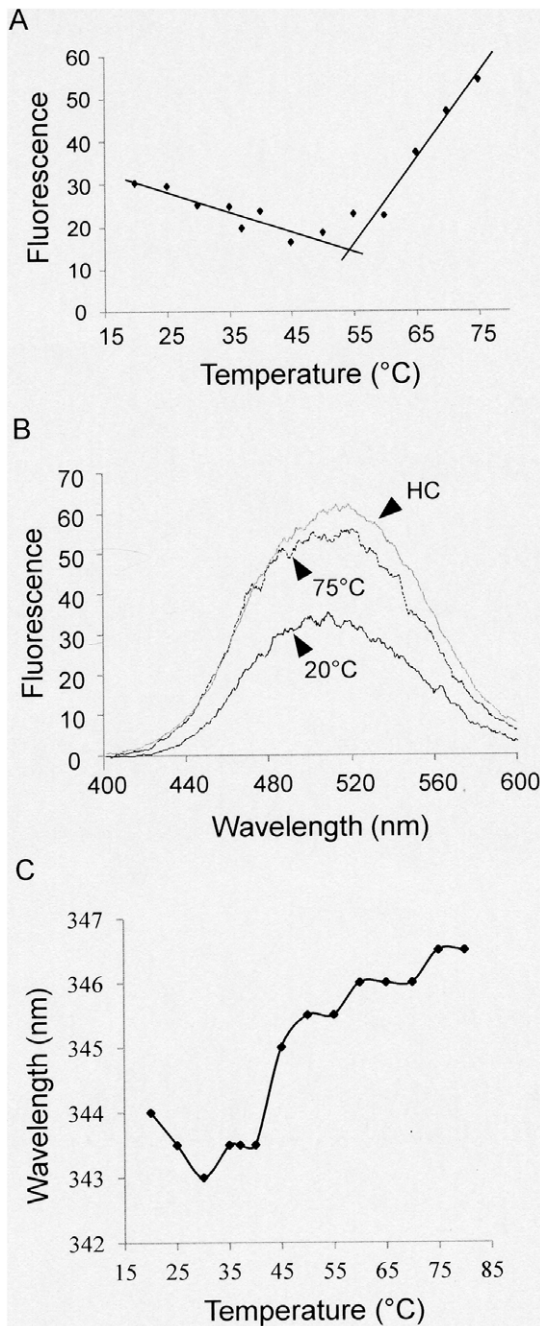 A
Fluorescence
60
50
40
30
20
10
0
15 25 35 45 55 65 75
Temperature (°C)
B
Fluorescence
70
60
50
40
30
20
10
0
HC
75°C
20°C
400 440 480 520 560 600
Wavelength (nm)
C
Wavelength (nm)
347
346
345
344
343
342
15 25 35 45 55 65 75 85
Temperature (°C)